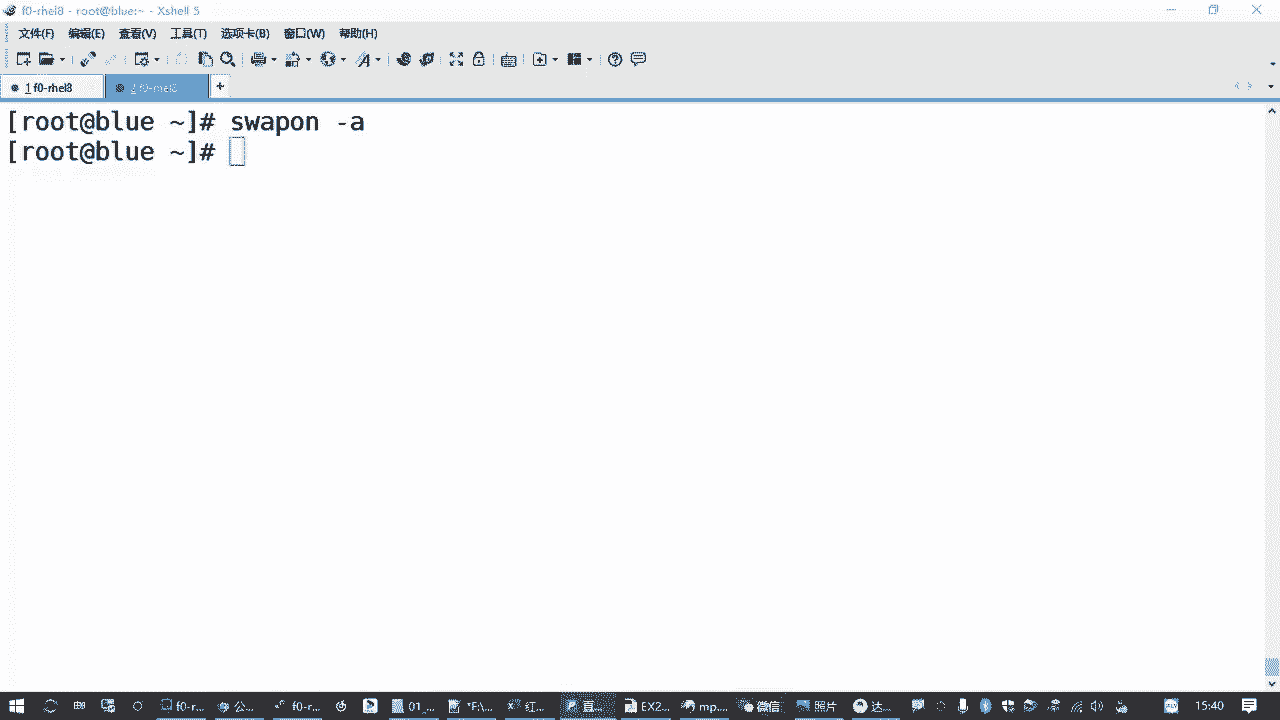 f0-rhel8 - root@blue:~ - Xshell 5
文件(F) 编辑(E) 查看(V) 工具(T) 选项卡(B) 窗口(W) 帮助(H)
1 f0-rhel8 2 f0-rhel8 +
[root@blue ~]# swapon -a
[root@blue ~]#
f0-r... 公... f0-r... 01_... *F:\... 红... 直... EX2... mp... 微信 照片 达... 15:40